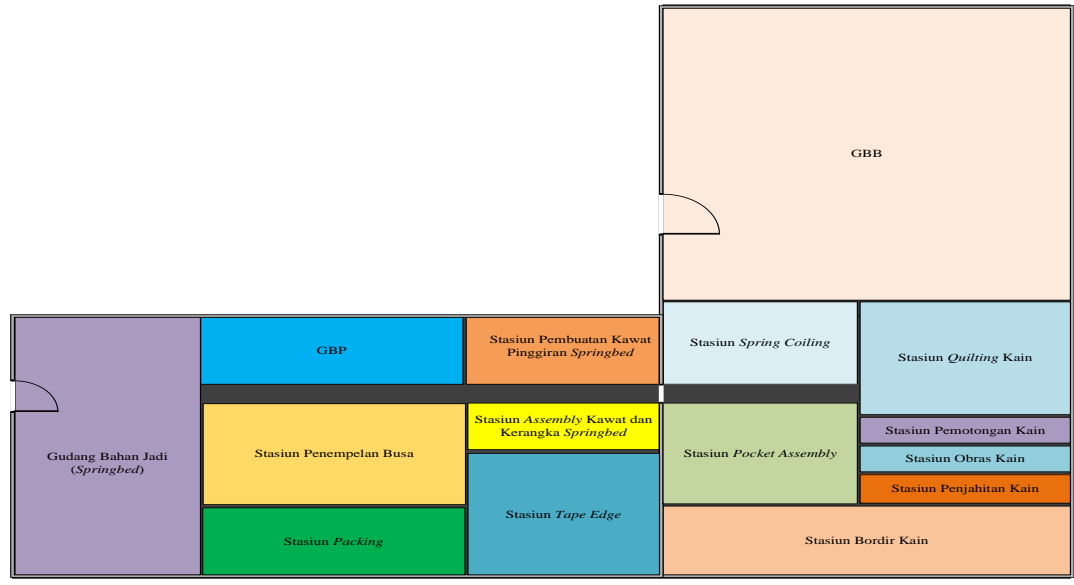 GBB
Stasiun Pembuatan Kawat
Pinggiran Springbed
GBP
Stasiun Spring Coiling
Stasiun Quilting Kain
Stasiun Assembly Kawat dan
Kerangka Springbed
Stasiun Pemotongan Kain
Gudang Bahan Jadi
(Springbed)
Stasiun Penempelan Busa
Stasiun Pocket Assembly
Stasiun Obras Kain
Stasiun Penjahitan Kain
Stasiun Tape Edge
Stasiun Packing
Stasiun Bordir Kain